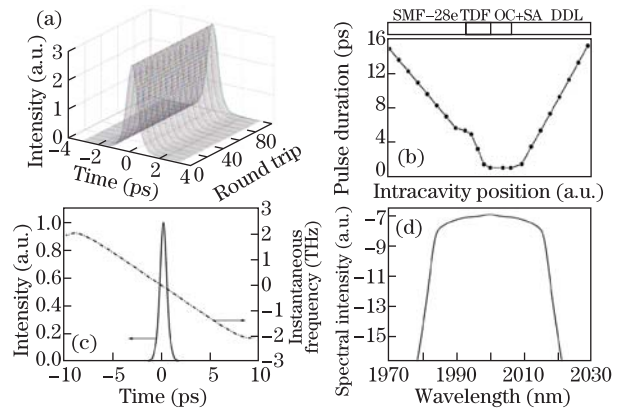 (a)
Intensity (a.u.)
3
2
1
0
−4
−2
0
2
4
Time (ps)
0
40
80
Round trip
SMF−28e TDF OC+SA DDL
Pulse duration (ps)
16
12
8
4
0
(b)
Intracavity position (a.u.)
(c)
Intensity (a.u.)
1.0
0.8
0.6
0.4
0.2
0.0
−10
−5
0
5
10
Time (ps)
3
2
1
0
−1
−2
−3
Instantaneous
frequency (THz)
(d)
Spectral intensity (a.u.)
−7
−9
−11
−13
−15
1970
1990
2010
2030
Wavelength (nm)